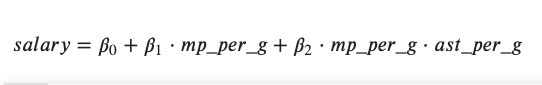 salary = β₀ + β₁ · mp_per_g + β₂ · mp_per_g · ast_per_g